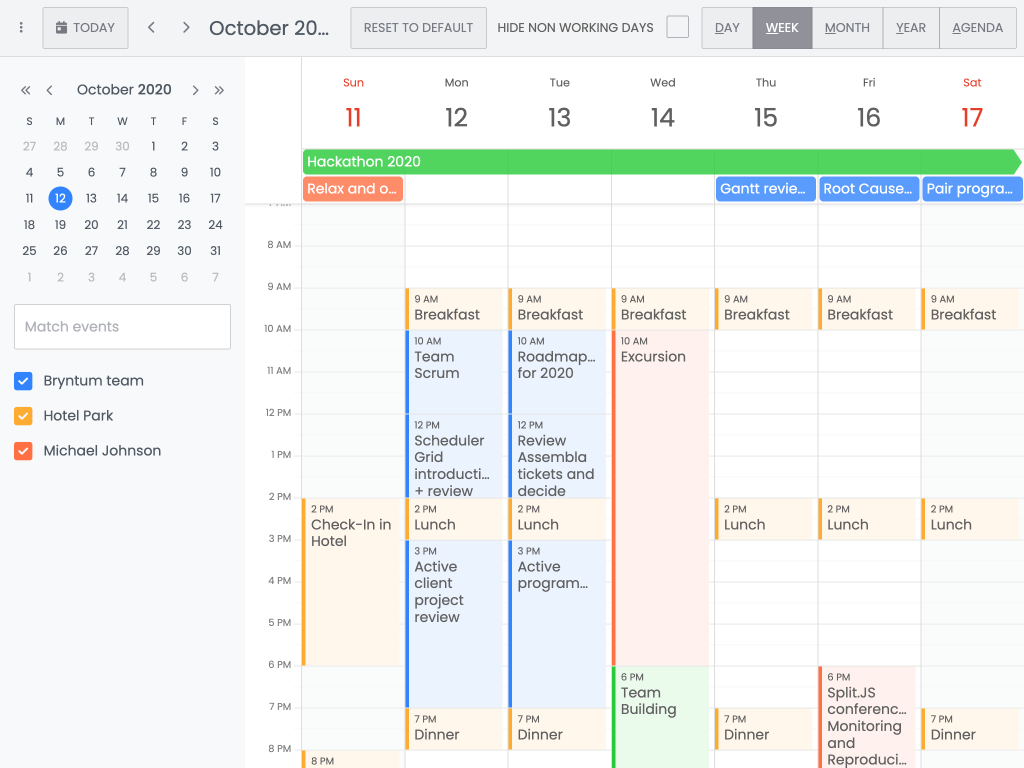 TODAY
October 20...
RESET TO DEFAULT
HIDE NON WORKING DAYS
DAY
WEEK
MONTH
YEAR
AGENDA
October 2020
S M T W T F S
27 28 29 30 1 2 3
4 5 6 7 8 9 10
11 12 13 14 15 16 17
18 19 20 21 22 23 24
25 26 27 28 29 30 31
1 2 3 4 5 6 7
Match events
Bryntum team
Hotel Park
Michael Johnson
Sun Mon Tue Wed Thu Fri Sat
11 12 13 14 15 16 17
Hackathon 2020
Relax and o...
Gantt revie...
Root Cause...
Pair progra...
8 AM
9 AM
10 AM
11 AM
12 PM
1 PM
2 PM
3 PM
4 PM
5 PM
6 PM
7 PM
8 PM
2 PM
Check-In in
Hotel
8 PM
9 AM
Breakfast
10 AM
Team
Scrum
12 PM
Scheduler
Grid
introducti...
+ review
2 PM
Lunch
3 PM
Active
client
project
review
7 PM
Dinner
9 AM
Breakfast
10 AM
Roadmap...
for 2020
12 PM
Review
Assembla
tickets and
decide
2 PM
Lunch
3 PM
Active
program...
7 PM
Dinner
9 AM
Breakfast
10 AM
Excursion
6 PM
Team
Building
9 AM
Breakfast
2 PM
Lunch
7 PM
Dinner
9 AM
Breakfast
2 PM
Lunch
6 PM
Split.JS
conferenc...
Monitoring
and
Reproduci...
9 AM
Breakfast
2 PM
Lunch
7 PM
Dinner